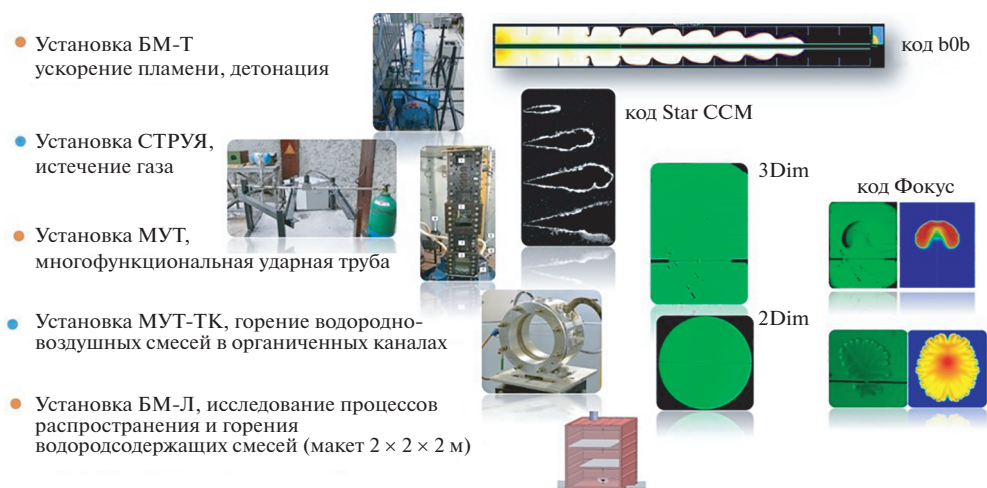 Установка БМ-Т
ускорение пламени, детонация
код b0b
код Star CCM
Установка СТРУЯ,
истечение газа
3Dim
код Фокус
Установка МУТ,
многофункциональная ударная труба
Установка МУТ-ТК, горение водородно-
воздушных смесей в органиченных каналах
2Dim
Установка БМ-Л, исследование процессов
распространения и горения
водородсодержащих смесей (макет 2 × 2 × 2 м)